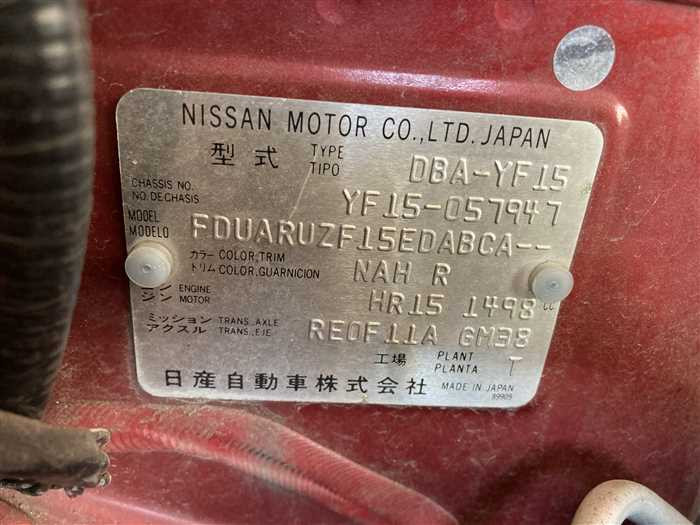 NISSAN MOTOR CO.,LTD. JAPAN
型式 TYPE TIPO DBA-YF15
CHASSIS NO. NO. DE CHASIS YF15-057947
MODEL MODELO FDUARUZF15EDABCA--
カラー トリム COLOR,TRIM COLOR,GUARNICION NAH R
ジン ENGINE MOTOR HR15 1498 cc
ミッション アクスル TRANS.,AXLE TRANS.,EJE RE0F11A GM38
工場 PLANT PLANTA T
日産自動車株式会社 MADE IN JAPAN
89909